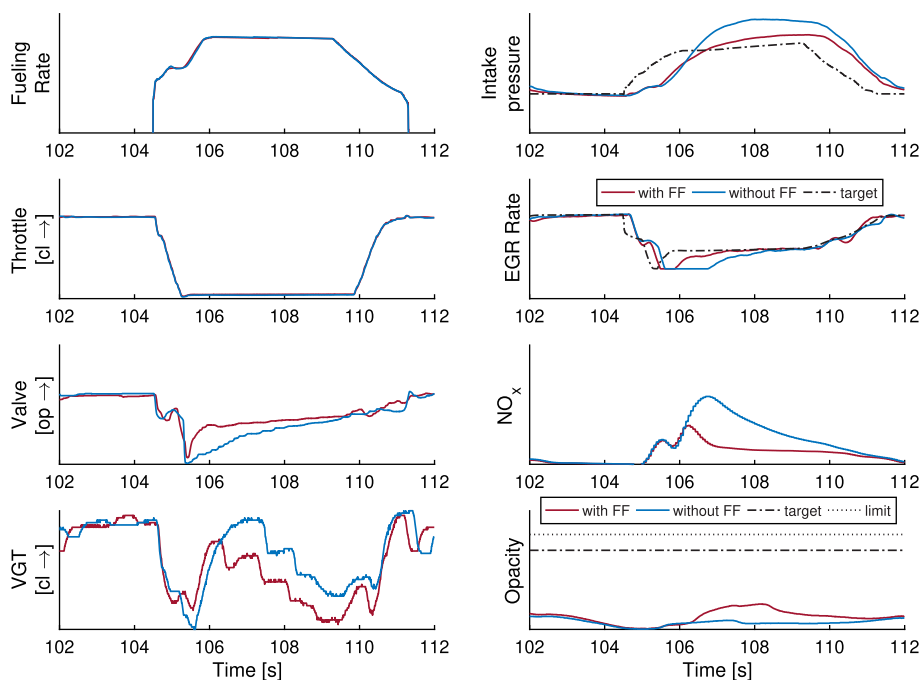 Fueling
Rate
102 104 106 108 110 112
Intake
pressure
102 104 106 108 110 112
Throttle
[cl →]
102 104 106 108 110 112
with FF without FF target
EGR Rate
102 104 106 108 110 112
Valve
[op →]
102 104 106 108 110 112
NOx
102 104 106 108 110 112
VGT
[cl →]
102 104 106 108 110 112
Time [s]
with FF without FF target limit
Opacity
102 104 106 108 110 112
Time [s]